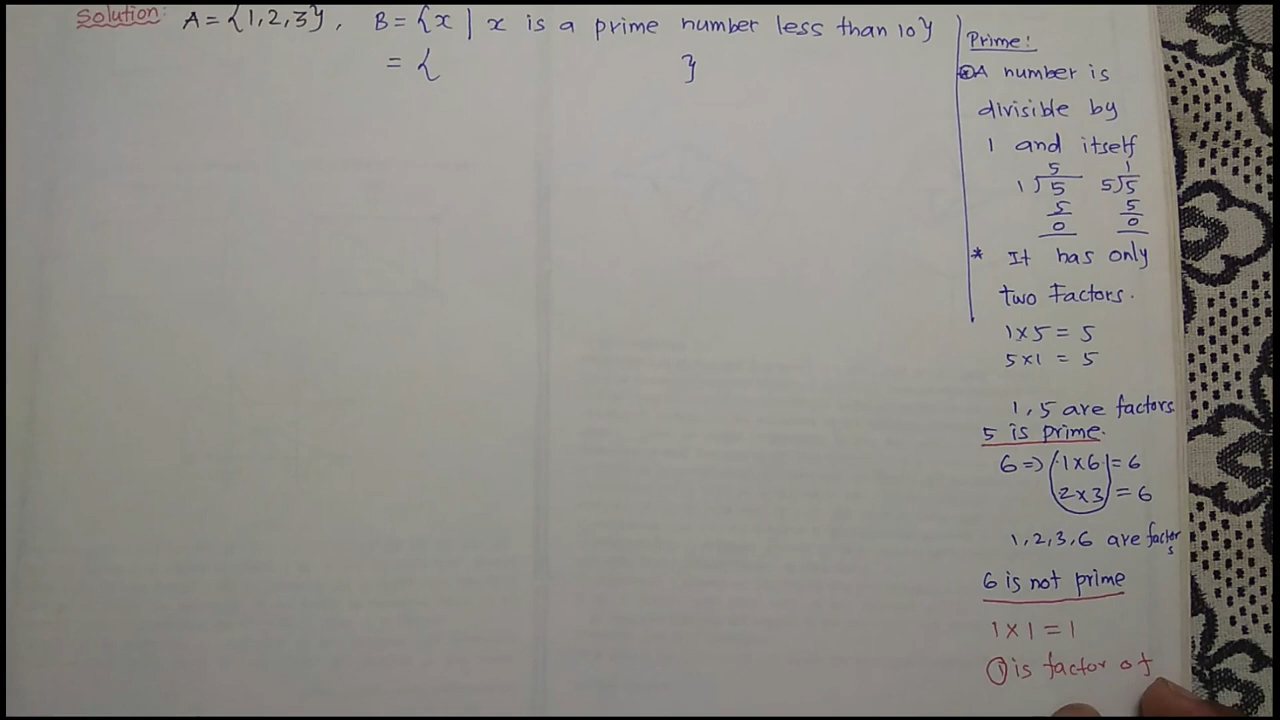 Solution: A = {1,2,3}, B = {x | x is a prime number less than 10}
= { }
Prime:
* A number is
divisible by
1 and itself
5 1
1)5 5)5
5 5
0 0
* It has only
two Factors.
1×5 = 5
5×1 = 5
1, 5 are factors
5 is prime.
6 => (1×6) = 6
(2×3) = 6
1,2,3,6 are factors
6 is not prime
1×1 = 1
1 is factor of